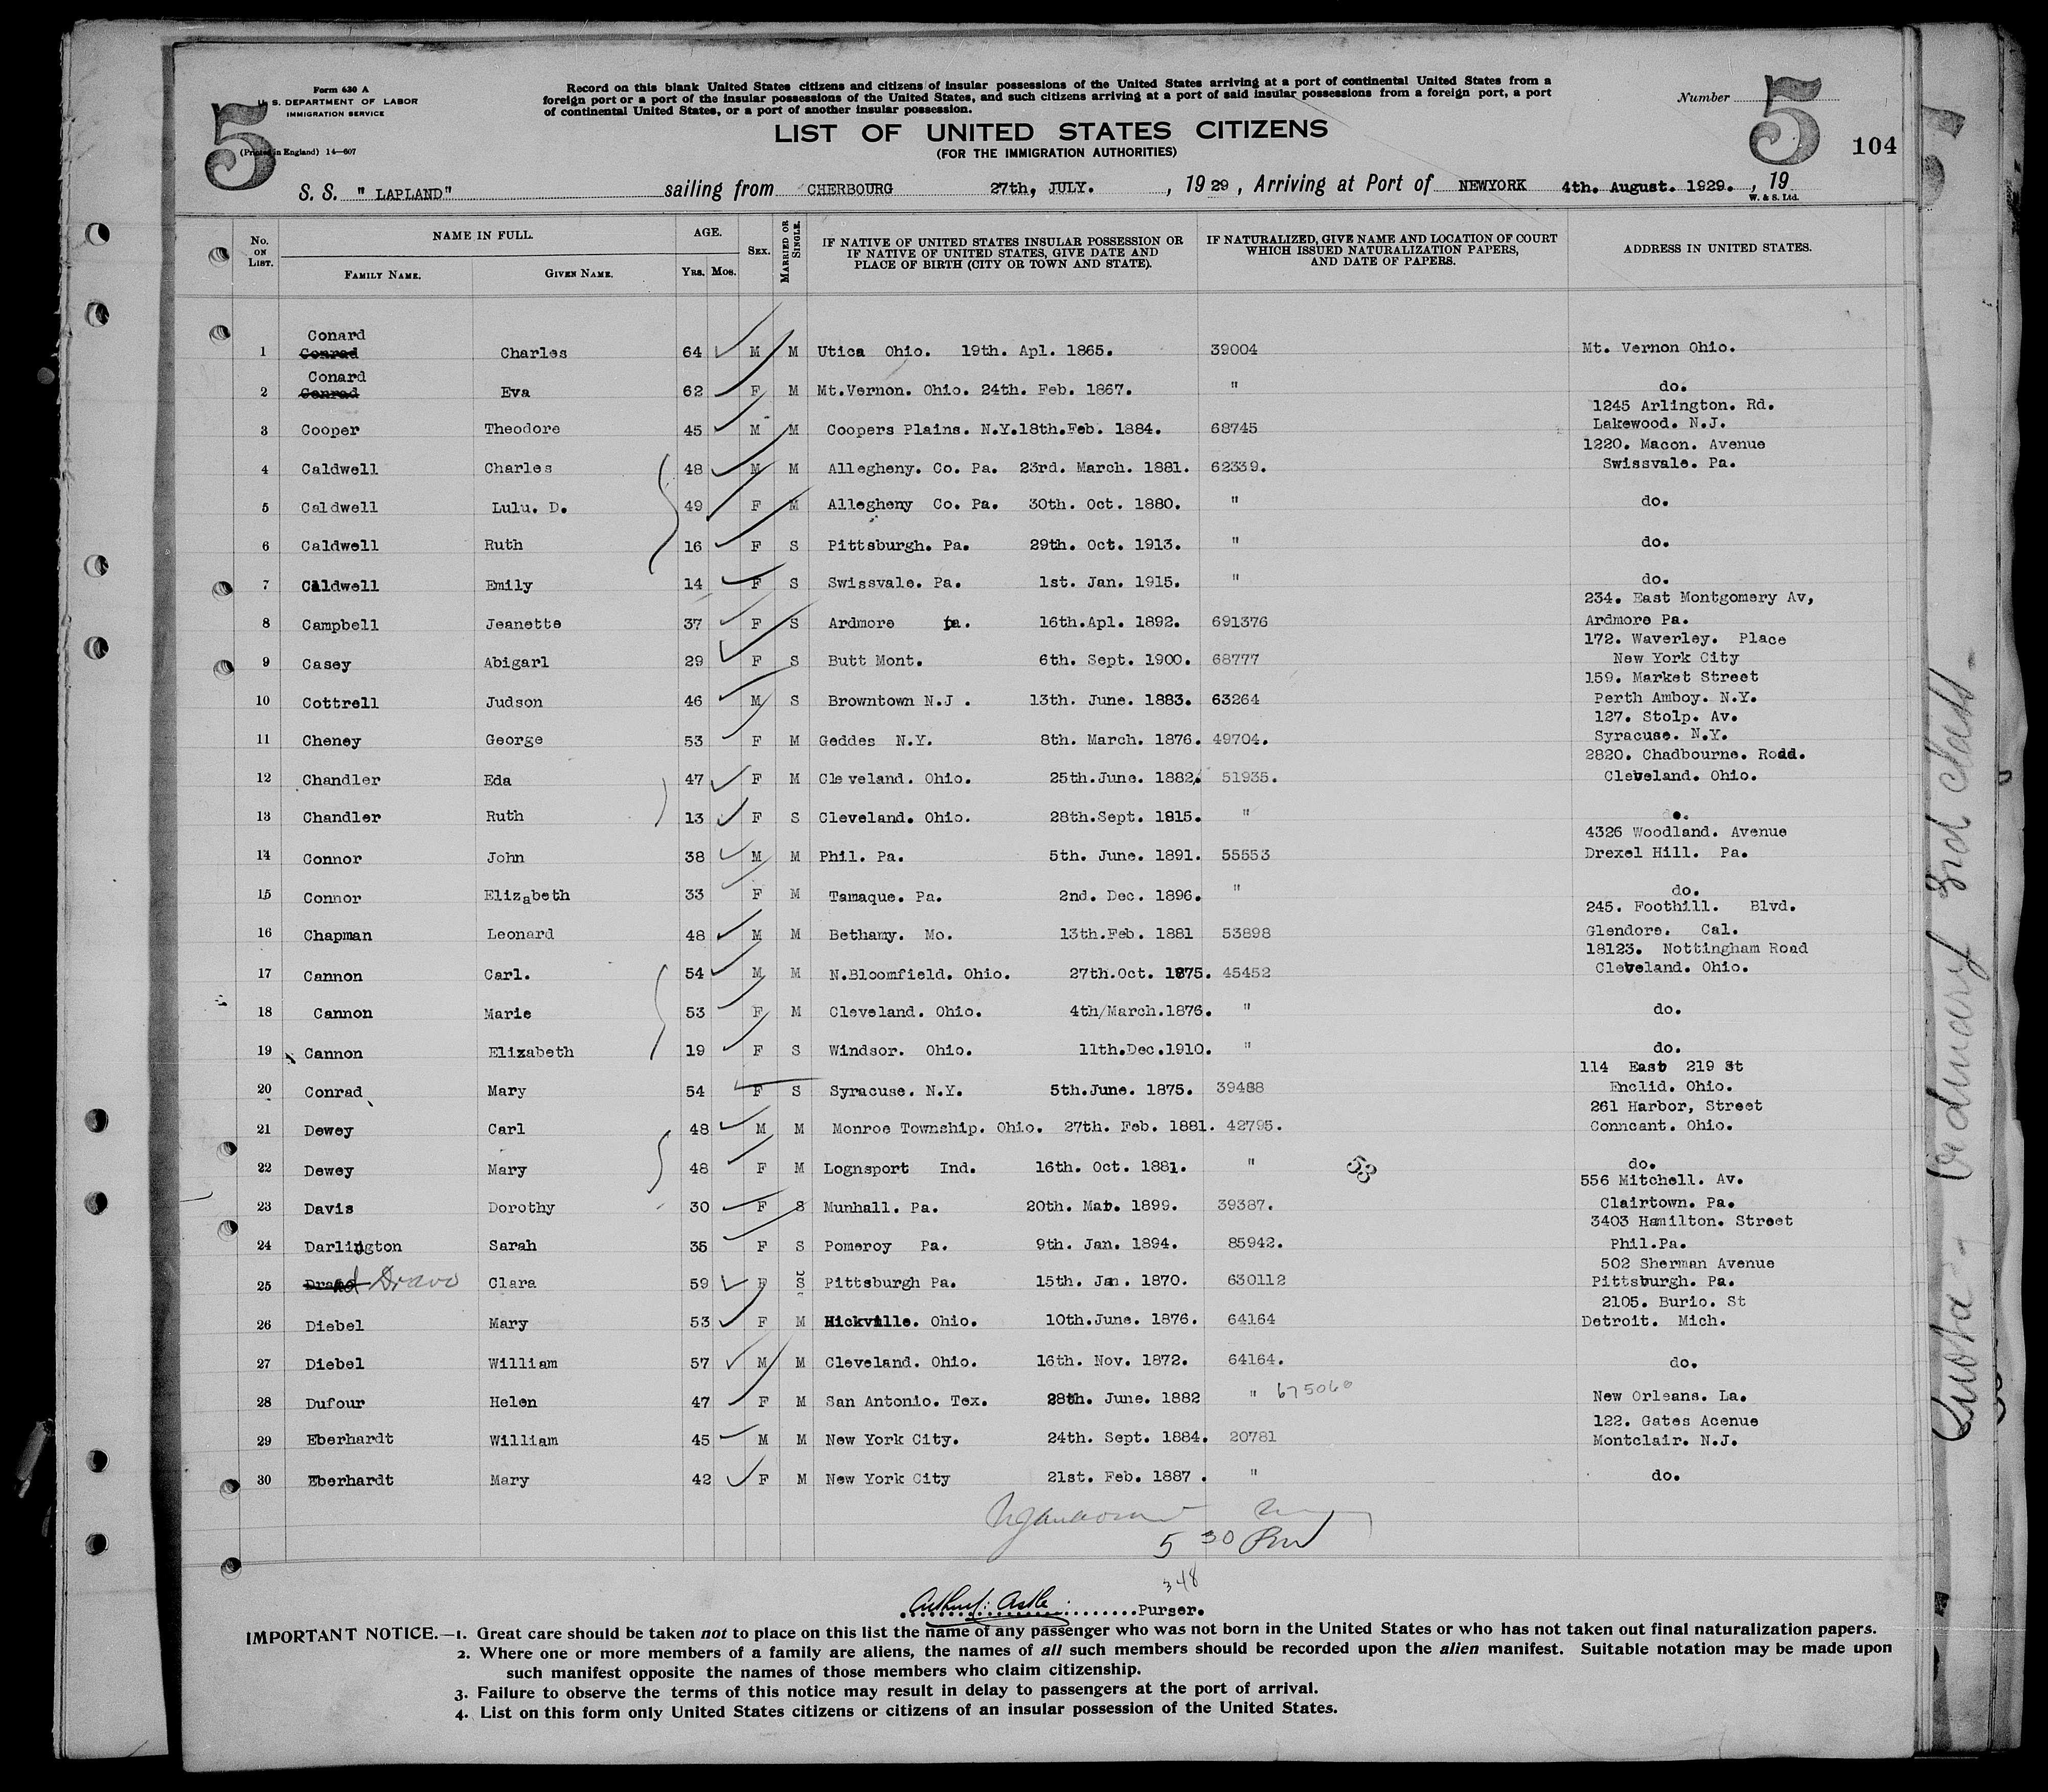 Form 630 A
U. S. DEPARTMENT OF LABOR
IMMIGRATION SERVICE
(Printed in England) 14—607
5
Record on this blank United States citizens and citizens of insular possessions of the United States arriving at a port of continental United States from a
foreign port or a port of the insular possessions of the United States, and such citizens arriving at a port of said insular possessions from a foreign port, a port
of continental United States, or a port of another insular possession.
LIST OF UNITED STATES CITIZENS
(FOR THE IMMIGRATION AUTHORITIES)
Number
5
104
S. S. "LAPLAND" sailing from CHERBOURG 27th, JULY. , 19 29 , Arriving at Port of NEWYORK 4th. August. 1929. , 19
W. & S. Ltd.
No. on List. NAME IN FULL. AGE. Sex. Married or Single. IF NATIVE OF UNITED STATES INSULAR POSSESSION OR IF NATIVE OF UNITED STATES, GIVE DATE AND PLACE OF BIRTH (CITY OR TOWN AND STATE). IF NATURALIZED, GIVE NAME AND LOCATION OF COURT WHICH ISSUED NATURALIZATION PAPERS, AND DATE OF PAPERS. ADDRESS IN UNITED STATES.
Family Name. Given Name. Yrs. Mos.
Conard
1 Conrad Charles 64 M M Utica Ohio. 19th. Apl. 1865. 39004 Mt. Vernon Ohio.
Conard
2 Conrad Eva 62 F M Mt.Vernon. Ohio. 24th. Feb. 1867. " do.
1245 Arlington. Rd.
3 Cooper Theodore 45 M M Coopers Plains. N.Y.18th.Feb. 1884. 68745 Lakewood. N.J.
1220. Macon. Avenue
4 Caldwell Charles 48 M M Allegheny. Co. Pa. 23rd. March. 1881. 62339. Swissvale. Pa.
5 Caldwell Lulu. D. 49 F M Allegheny Co. Pa. 30th. Oct. 1880. " do.
6 Caldwell Ruth 16 F S Pittsburgh. Pa. 29th. Oct. 1913. " do.
7 Caldwell Emily 14 F S Swissvale. Pa. 1st. Jan. 1915. " do.
234. East Montgomery Av,
8 Campbell Jeanette 37 F S Ardmore Pa. 16th.Apl. 1892. 691376 Ardmore Pa.
172. Waverley. Place
9 Casey Abigarl 29 F S Butt Mont. 6th. Sept. 1900. 68777 New York City
159. Market Street
10 Cottrell Judson 46 M S Browntown N.J . 13th. June. 1883. 63264 Perth Amboy. N.Y.
127. Stolp. Av.
11 Cheney George 53 F M Geddes N.Y. 8th. March. 1876. 49704. Syracuse. N.Y.
2820. Chadbourne. Road.
12 Chandler Eda 47 F M Cleveland. Ohio. 25th.June. 1882. 51935. Cleveland. Ohio.
13 Chandler Ruth 13 F S Cleveland. Ohio. 28th.Sept. 1915. " do.
4326 Woodland. Avenue
14 Connor John 38 M M Phil. Pa. 5th. June. 1891. 55553 Drexel Hill. Pa.
15 Connor Elizabeth 33 F M Tamaque. Pa. 2nd. Dec. 1896. " do.
245. Foothill. Blvd.
16 Chapman Leonard 48 M M Bethamy. Mo. 13th.Feb. 1881 53898 Glendore. Cal.
18123. Nottingham Road
17 Cannon Carl. 54 M M N.Bloomfield. Ohio. 27th.Oct. 1875. 45452 Cleveland. Ohio.
18 Cannon Marie 53 F M Cleveland. Ohio. 4th/March.1876. " do.
19 Cannon Elizabeth 19 F S Windsor. Ohio. 11th.Dec.1910. " do.
114 East 219 St
20 Conrad Mary 54 F S Syracuse. N.Y. 5th.June. 1875. 39488 Enclid. Ohio.
261 Harbor, Street
21 Dewey Carl 48 M M Monroe Township. Ohio. 27th. Feb. 1881. 42795. Conncant. Ohio.
22 Dewey Mary 48 F M Lognsport Ind. 16th. Oct. 1881. " 53 do.
556 Mitchell. Av.
23 Davis Dorothy 30 F S Munhall. Pa. 20th. Mar. 1899. 39387. Clairtown. Pa.
3403 Hamilton. Street
24 Darlington Sarah 35 F S Pomeroy Pa. 9th. Jan. 1894. 85942. Phil.Pa.
502 Sherman Avenue
25 Dravo Clara 59 F S Pittsburgh Pa. 15th. Jan. 1870. 630112 Pittsburgh. Pa.
2105. Burio. St
26 Diebel Mary 53 F M Hickville. Ohio. 10th.June. 1876. 64164 Detroit. Mich.
27 Diebel William 57 M M Cleveland. Ohio. 16th. Nov. 1872. 64164. do.
28 Dufour Helen 47 F M San Antonio. Tex. 28th. June. 1882 " 675060 New Orleans. La.
122. Gates Acenue
29 Eberhardt William 45 M M New York City. 24th. Sept. 1884. 20781 Montclair. N.J.
30 Eberhardt Mary 42 F M New York City 21st. Feb. 1887 . " do.
5 30 Pm
348
Purser.
IMPORTANT NOTICE.—1. Great care should be taken not to place on this list the name of any passenger who was not born in the United States or who has not taken out final naturalization papers.
2. Where one or more members of a family are aliens, the names of all such members should be recorded upon the alien manifest. Suitable notation may be made upon
such manifest opposite the names of those members who claim citizenship.
3. Failure to observe the terms of this notice may result in delay to passengers at the port of arrival.
4. List on this form only United States citizens or citizens of an insular possession of the United States.
ordinary 3rd Class